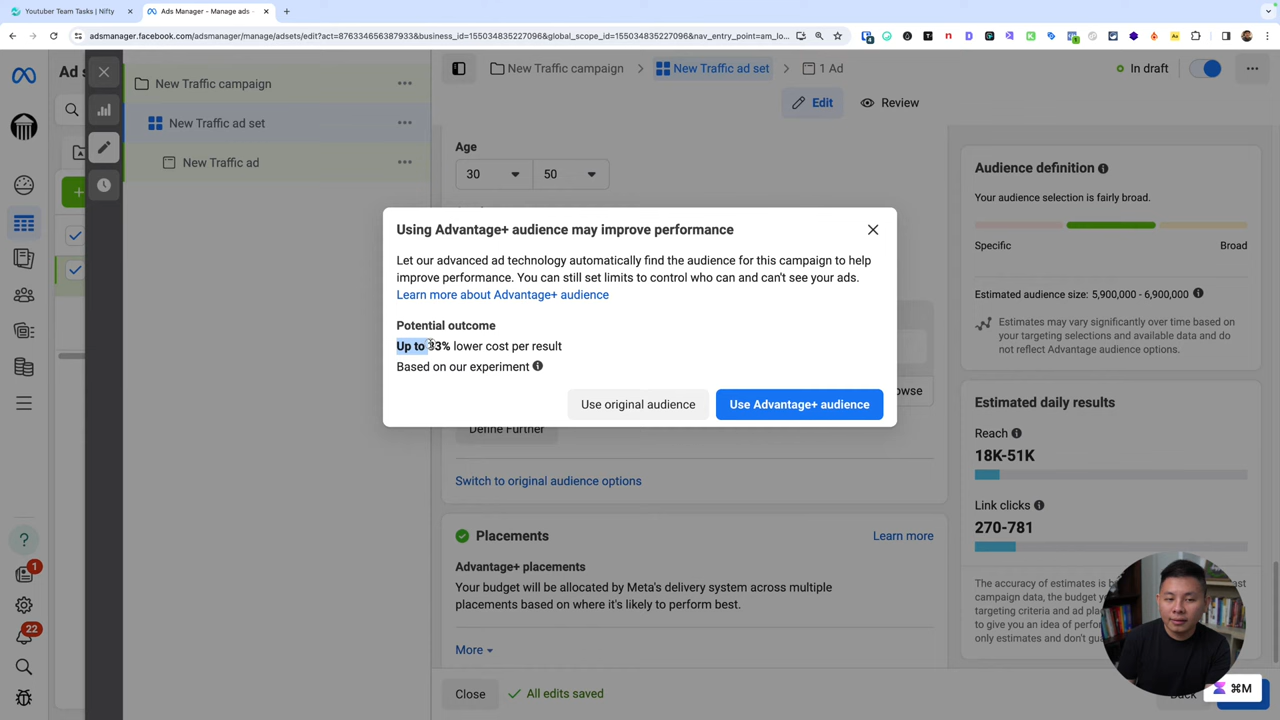 Youtuber Team Tasks | Nifty
Ads Manager - Manage ads -
adsmanager.facebook.com/adsmanager/manage/adsets/edit?act=876334656387933&business_id=155034835227096&global_scope_id=155034835227096&nav_entry_point=am_lo...
Ad s
New Traffic campaign
New Traffic ad set
New Traffic ad
New Traffic campaign
New Traffic ad set
1 Ad
In draft
Edit
Review
Age
30
50
Audience definition
Your audience selection is fairly broad.
Specific
Broad
Estimated audience size: 5,900,000 - 6,900,000
Estimates may vary significantly over time based on
your targeting selections and available data and
do not reflect Advantage audience options.
Using Advantage+ audience may improve performance
Let our advanced ad technology automatically find the audience for this campaign to help
improve performance. You can still set limits to control who can and can't see your ads.
Learn more about Advantage+ audience
Potential outcome
Up to 33% lower cost per result
Based on our experiment
Use original audience
Use Advantage+ audience
Define Further
Switch to original audience options
Placements
Learn more
Advantage+ placements
Your budget will be allocated by Meta's delivery system across multiple
placements based on where it's likely to perform best.
More
Estimated daily results
Reach
18K-51K
Link clicks
270-781
The accuracy of estimates is
campaign data, the budget
targeting criteria and ad
to give you an idea of
only estimates and don't
Close
All edits saved
Back
⌘M
1
22